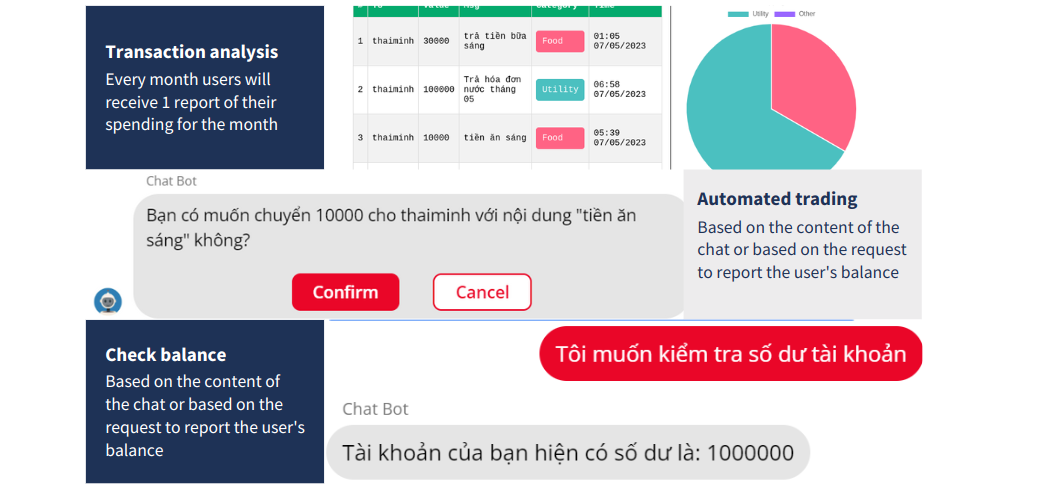 Transaction analysis
Every month users will
receive 1 report of their
spending for the month
# To Value Msg Category Time
1 thaiminh 30000 trả tiền bữa sáng Food 01:05 07/05/2023
2 thaiminh 100000 Trả hóa đơn nước tháng 05 Utility 06:58 07/05/2023
3 thaiminh 10000 tiền ăn sáng Food 05:39 07/05/2023
Utility Other
Chat Bot
Bạn có muốn chuyển 10000 cho thaiminh với nội dung "tiền ăn
sáng" không?
Confirm Cancel
Automated trading
Based on the content of the
chat or based on the request
to report the user's balance
Check balance
Based on the content of
the chat or based on the
request to report the user's
balance
Tôi muốn kiểm tra số dư tài khoản
Chat Bot
Tài khoản của bạn hiện có số dư là: 1000000